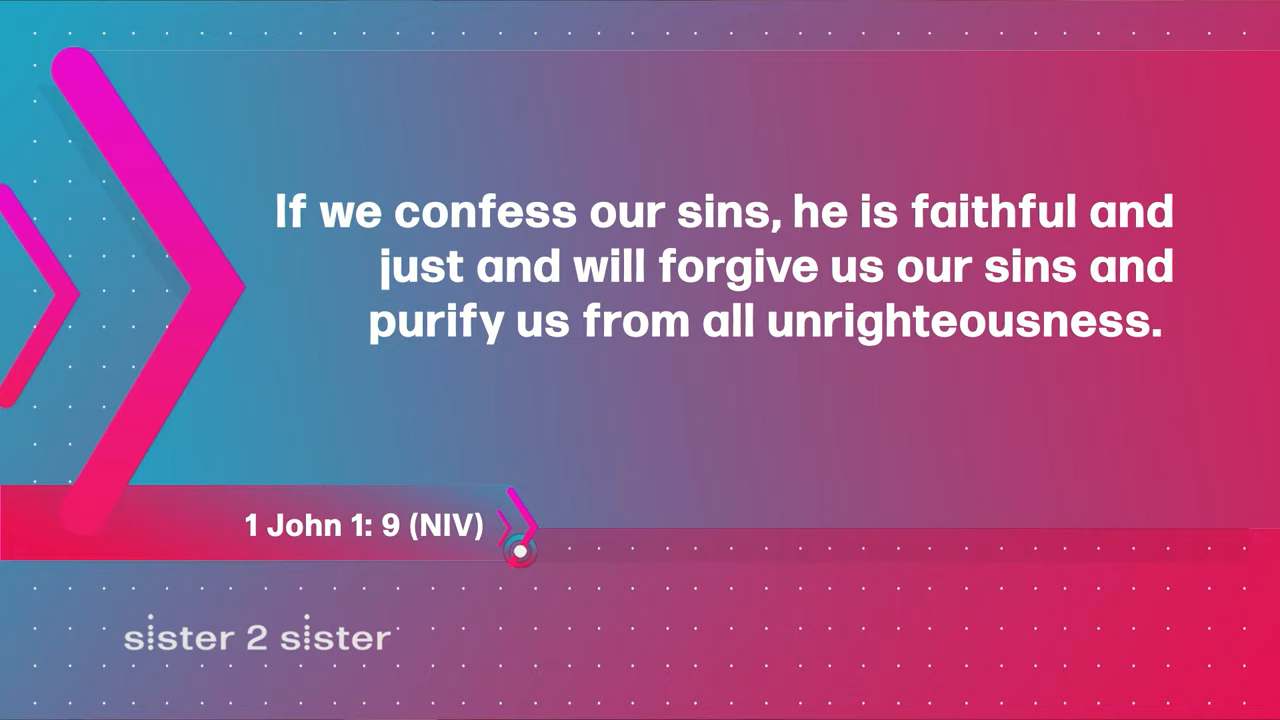 If we confess our sins, he is faithful and
just and will forgive us our sins and
purify us from all unrighteousness.
1 John 1: 9 (NIV)
sister 2 sister